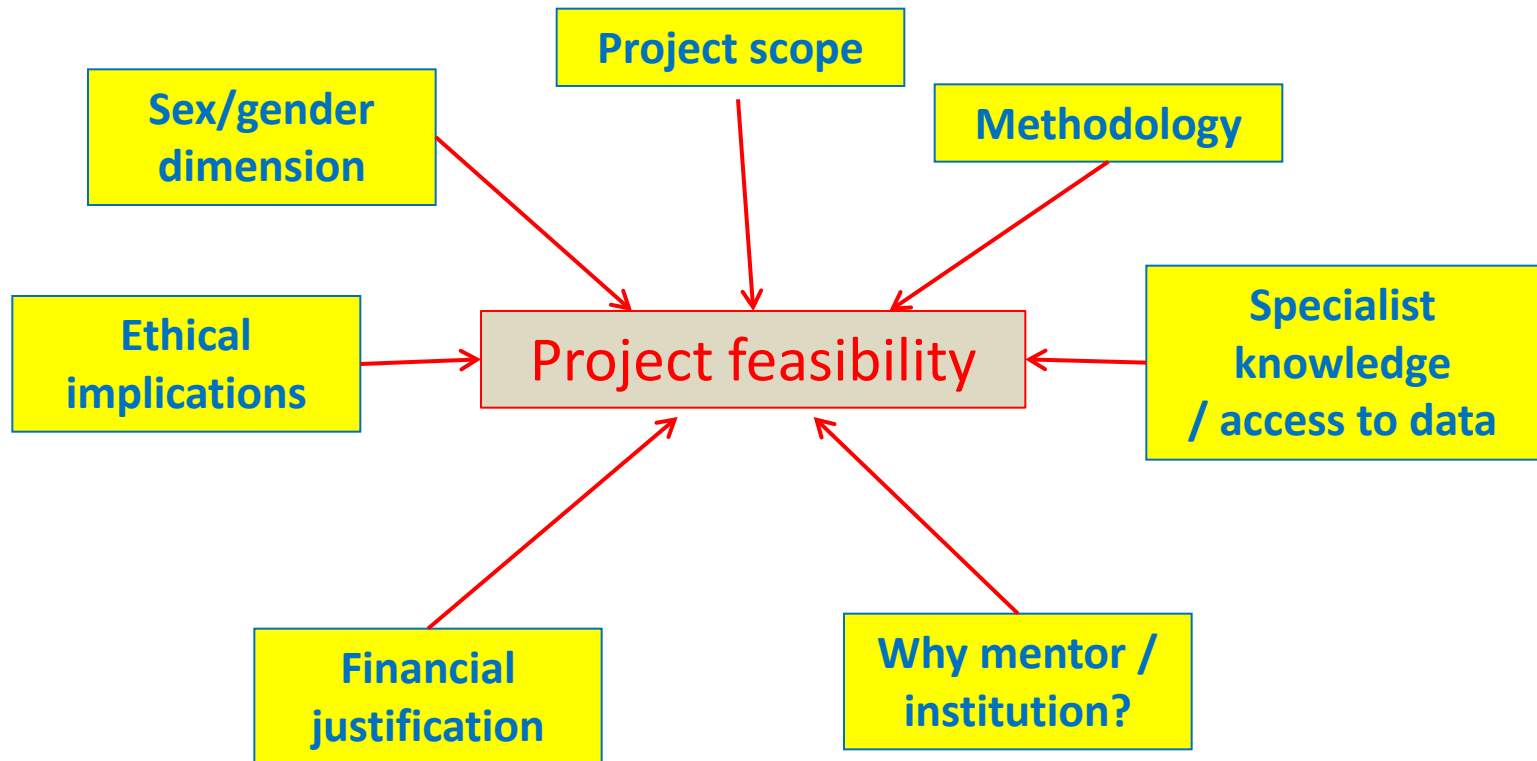 Project scope
Sex/gender
dimension
Methodology
Ethical
implications
Project feasibility
Specialist
knowledge
/ access to data
Financial
justification
Why mentor /
institution?